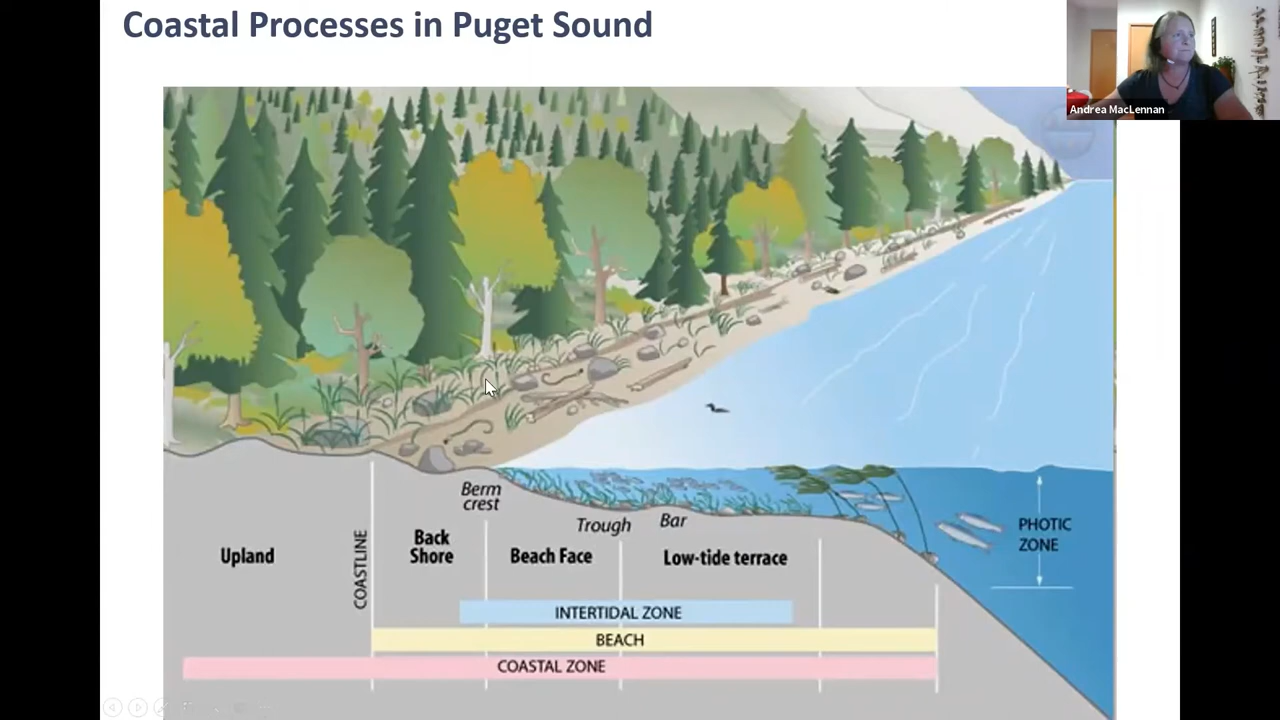 Coastal Processes in Puget Sound
Andrea MacLennan
Berm
crest
Trough
Bar
PHOTIC
ZONE
COASTLINE
Upland
Back
Shore
Beach Face
Low-tide terrace
INTERTIDAL ZONE
BEACH
COASTAL ZONE